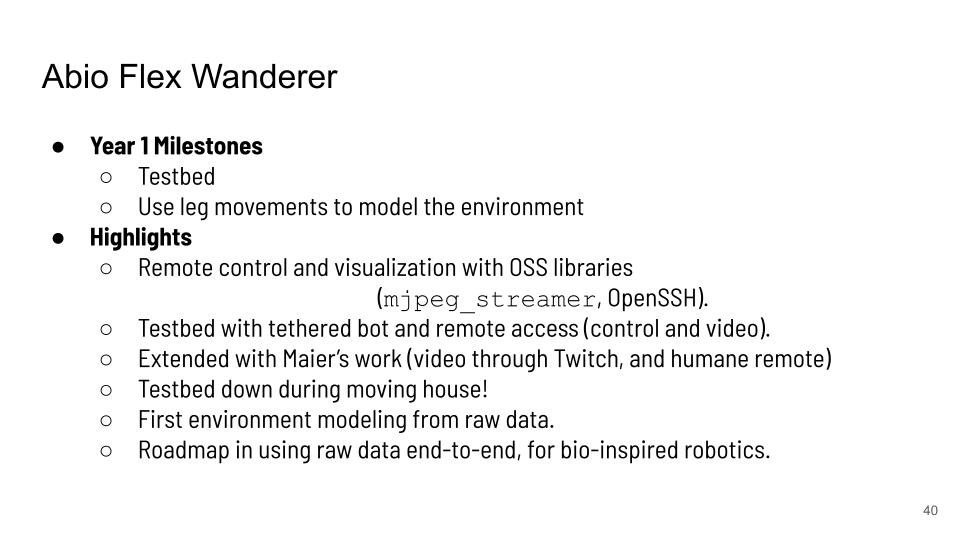 Abio Flex Wanderer
● Year 1 Milestones
○ Testbed
○ Use leg movements to model the environment
● Highlights
○ Remote control and visualization with OSS libraries
(mjpeg_streamer, OpenSSH).
○ Testbed with tethered bot and remote access (control and video).
○ Extended with Maier’s work (video through Twitch, and humane remote)
○ Testbed down during moving house!
○ First environment modeling from raw data.
○ Roadmap in using raw data end-to-end, for bio-inspired robotics.
40